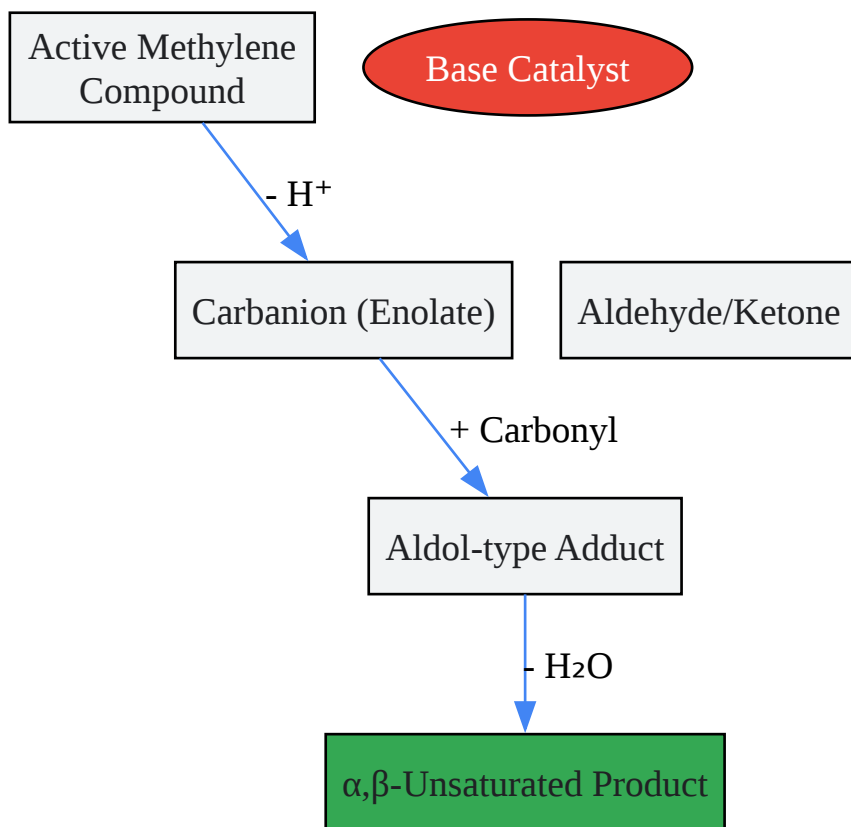 Active Methylene
Compound
Base Catalyst
- H⁺
Carbanion (Enolate)
Aldehyde/Ketone
+ Carbonyl
Aldol-type Adduct
- H₂O
α,β-Unsaturated Product